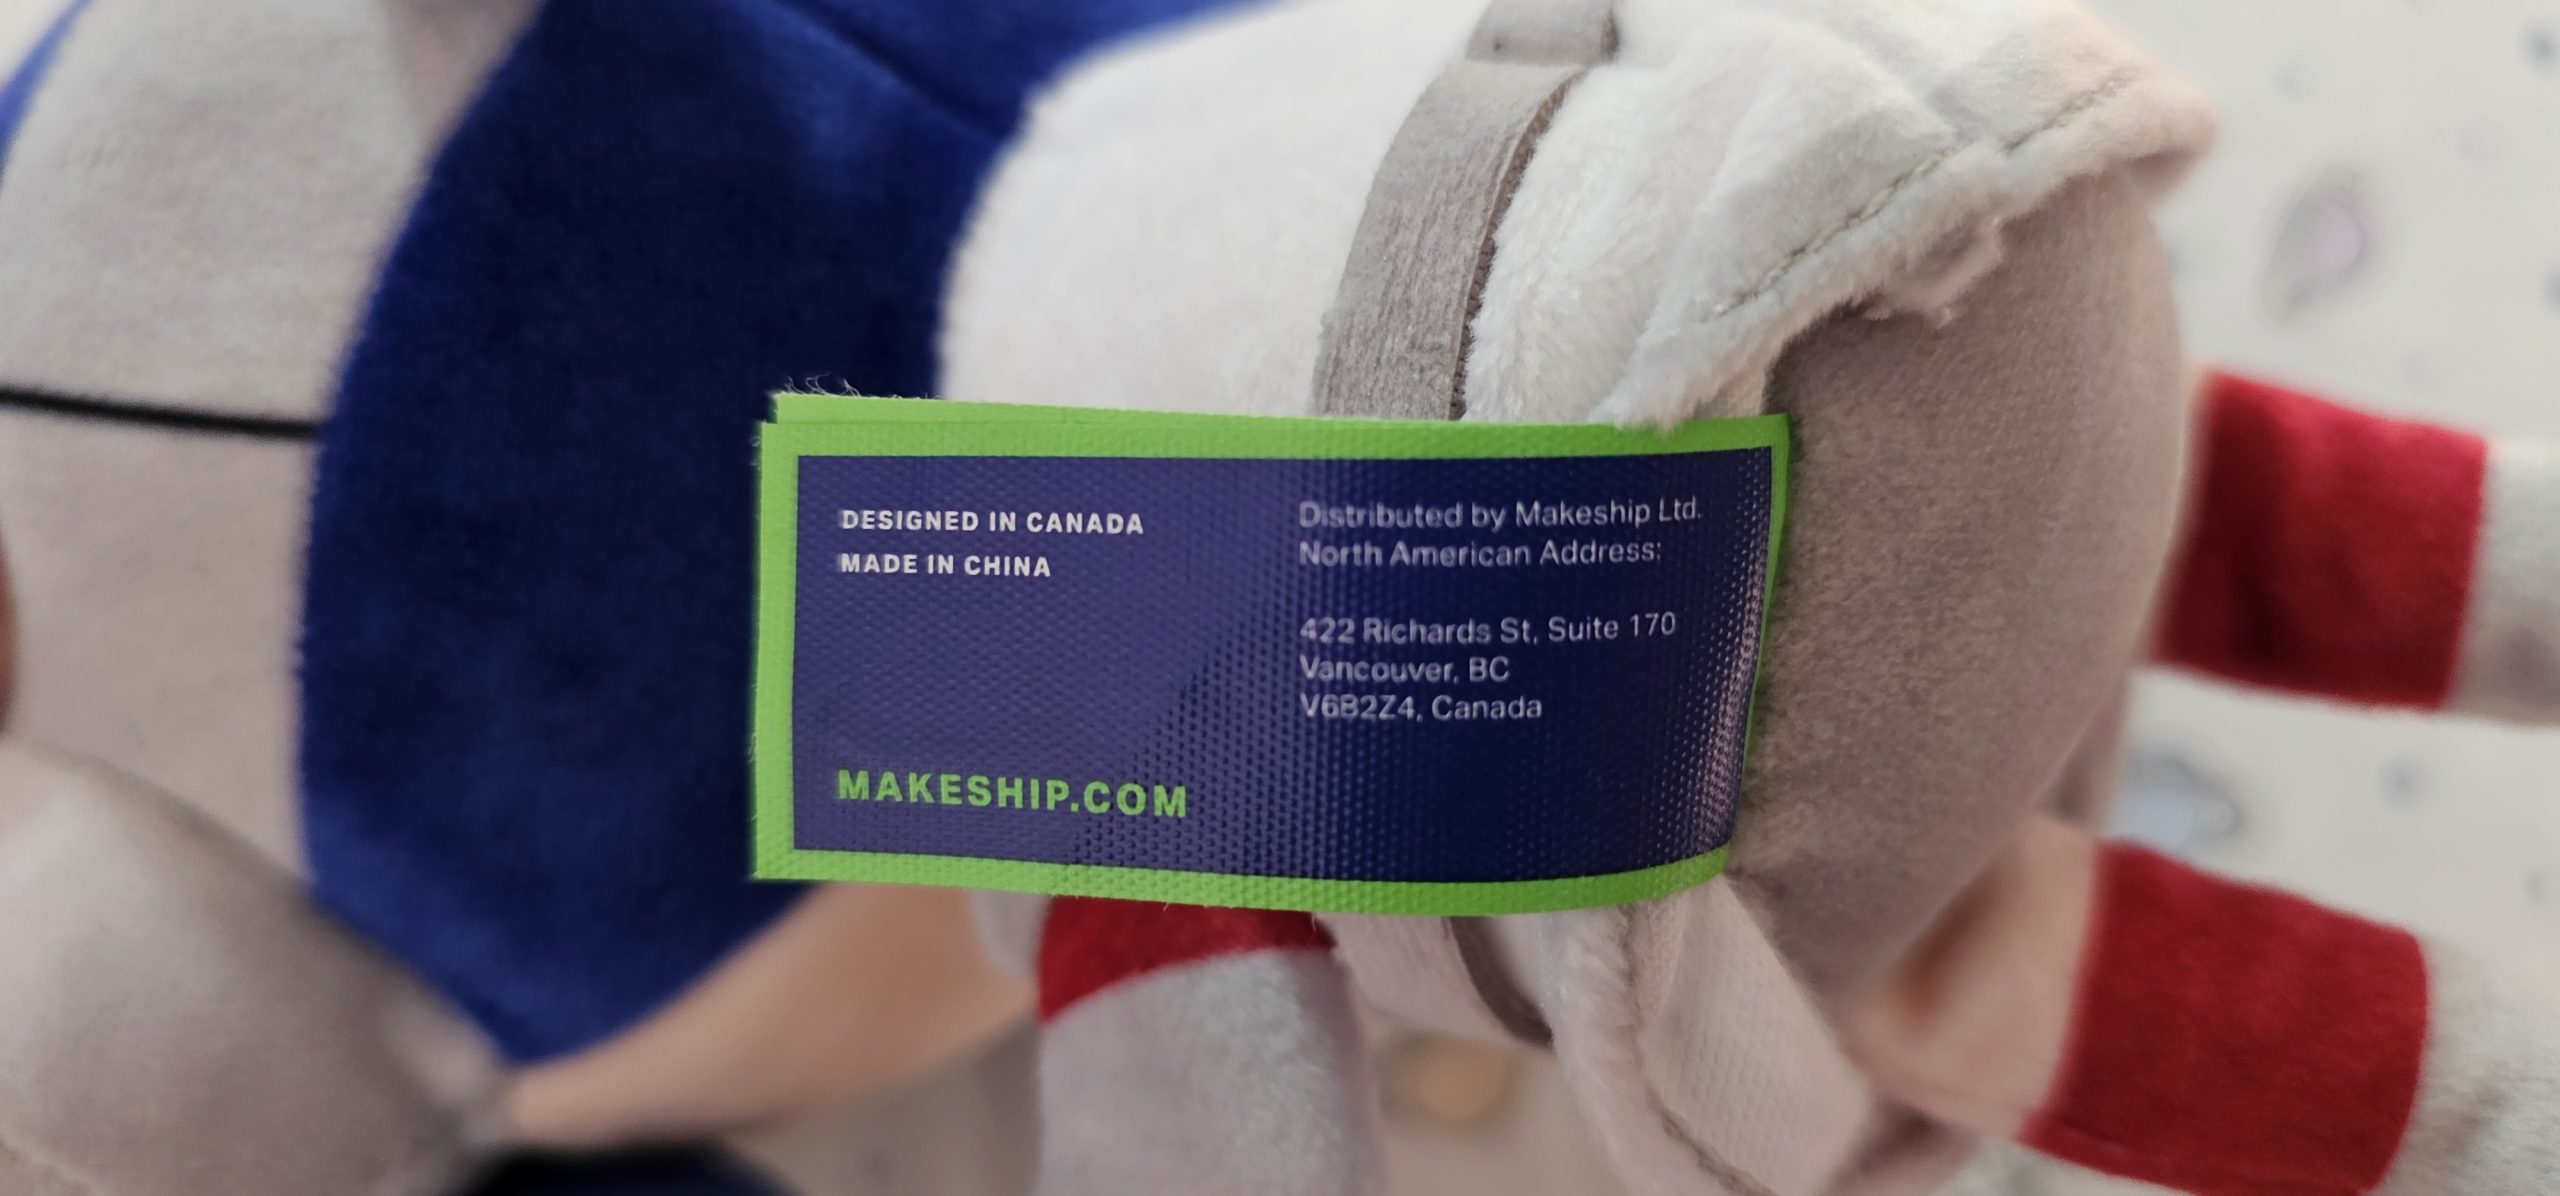 DESIGNED IN CANADA
MADE IN CHINA
MAKESHIP.COM
Distributed by Makeship Ltd.
North American Address:
422 Richards St, Suite 170
Vancouver, BC
V6B2Z4, Canada